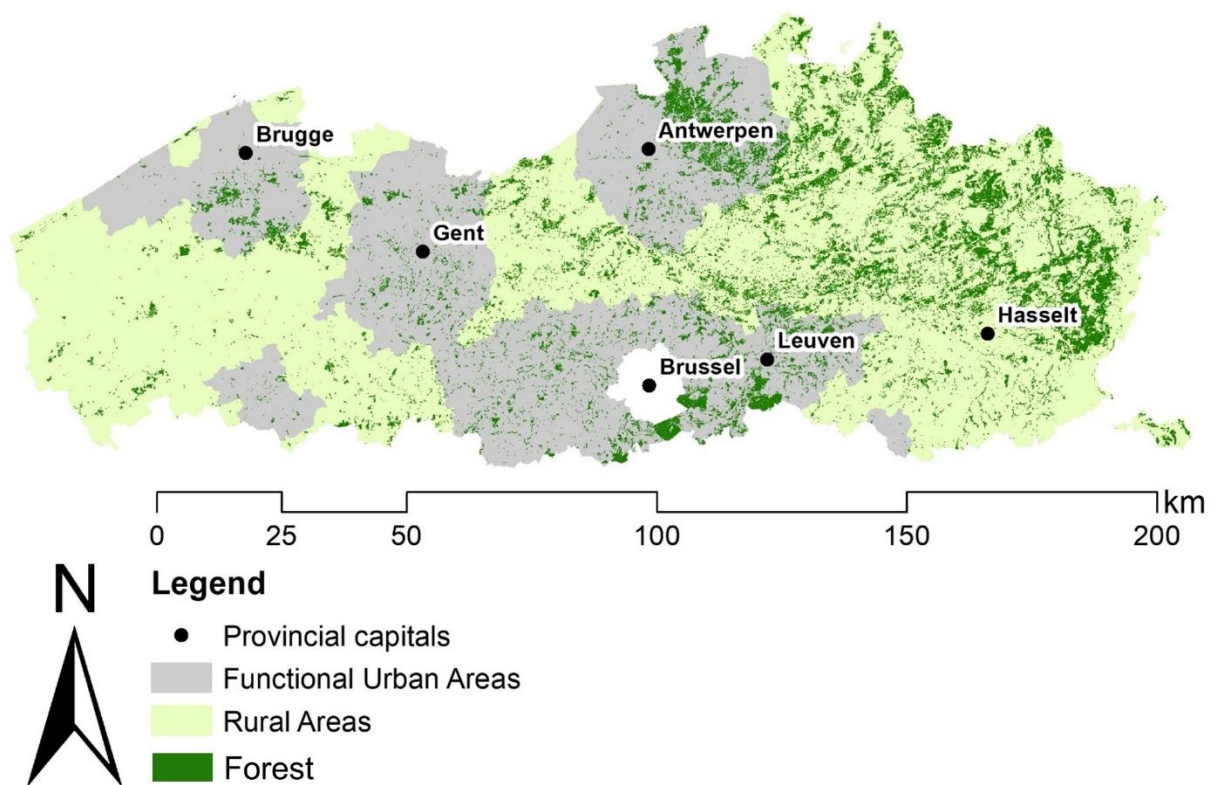 Brugge
Antwerpen
Gent
Hasselt
Leuven
Brussel
0 25 50 100 150 200 km
N
Legend
Provincial capitals
Functional Urban Areas
Rural Areas
Forest